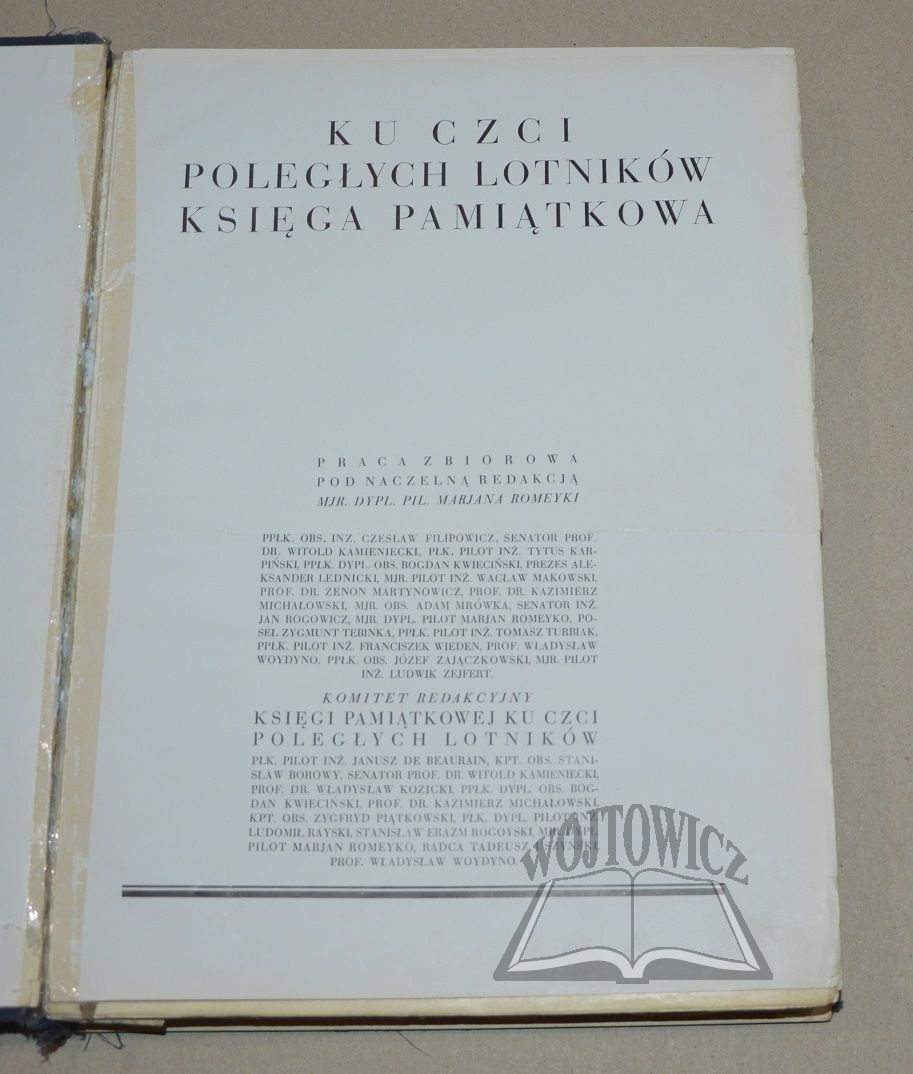 KU CZCI
POLEGŁYCH LOTNIKÓW
KSIĘGA PAMIĄTKOWA
PRACA ZBIOROWA
POD NACZELNĄ REDAKCJĄ
MJR. DYPL. PIL. MARJANA ROMEYKI
PPŁK. OBS. INŻ. CZESŁAW FILIPOWICZ, SENATOR PROF.
DR. WITOLD KAMIENIECKI, PŁK. PILOT INŻ. TYTUS KAR-
PIŃSKI, PPŁK. DYPL. OBS. BOGDAN KWIECIŃSKI, PREZES ALE-
KSANDER LEDNICKI, MJR. PILOT INŻ. WACŁAW MAKOWSKI,
PROF. DR. ZENON MARTYNOWICZ, PROF. DR. KAZIMIERZ
MICHAŁOWSKI, MJR. OBS. ADAM MRÓWKA, SENATOR INŻ.
JAN ROGOWICZ, MJR. DYPL. PILOT MARJAN ROMEYKO, PO-
SEŁ ZYGMUNT TEBINKA, PPŁK. PILOT INŻ. TOMASZ TURBIAK,
PPŁK. PILOT INŻ. FRANCISZEK WIEDEN, PROF. WŁADYSŁAW
WOYDYNO, PPŁK. OBS. JÓZEF ZAJĄCZKOWSKI, MJR. PILOT
INŻ. LUDWIK ZEJFERT.
KOMITET REDAKCYJNY
KSIĘGI PAMIĄTKOWEJ KU CZCI
POLEGŁYCH LOTNIKÓW
PŁK. PILOT INŻ. JANUSZ DE BEAURAIN, KPT. OBS. STANI-
SŁAW BOROWY, SENATOR PROF. DR. WITOLD KAMIENIECKI,
PROF. DR. WŁADYSŁAW KOZICKI, PPŁK. DYPL. OBS. BOG-
DAN KWIECIŃSKI, PROF. DR. KAZIMIERZ MICHAŁOWSKI,
KPT. OBS. ZYGFRYD PIĄTKOWSKI, PŁK. DYPL. PILOT INŻ.
LUDOMIŁ RAYSKI, STANISŁAW ERAZM ROGOYSKI, MJR. DYPL.
PILOT MARJAN ROMEYKO, RADCA TADEUSZ USZYŃSKI,
PROF. WŁADYSŁAW WOYDYNO.
WÓJTOWICZ